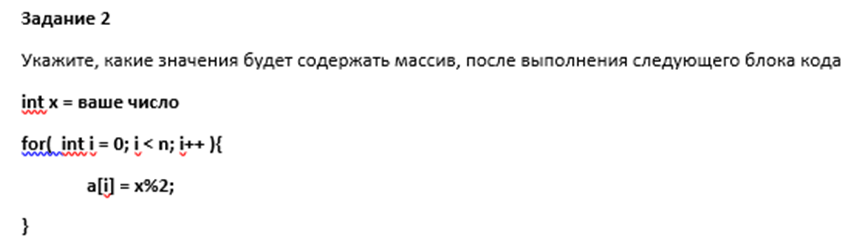 Задание 2
Укажите, какие значения будет содержать массив, после выполнения следующего блока кода
int x = ваше число
for( int i = 0; i < n; i++ ){
a[i] = x%2;
}